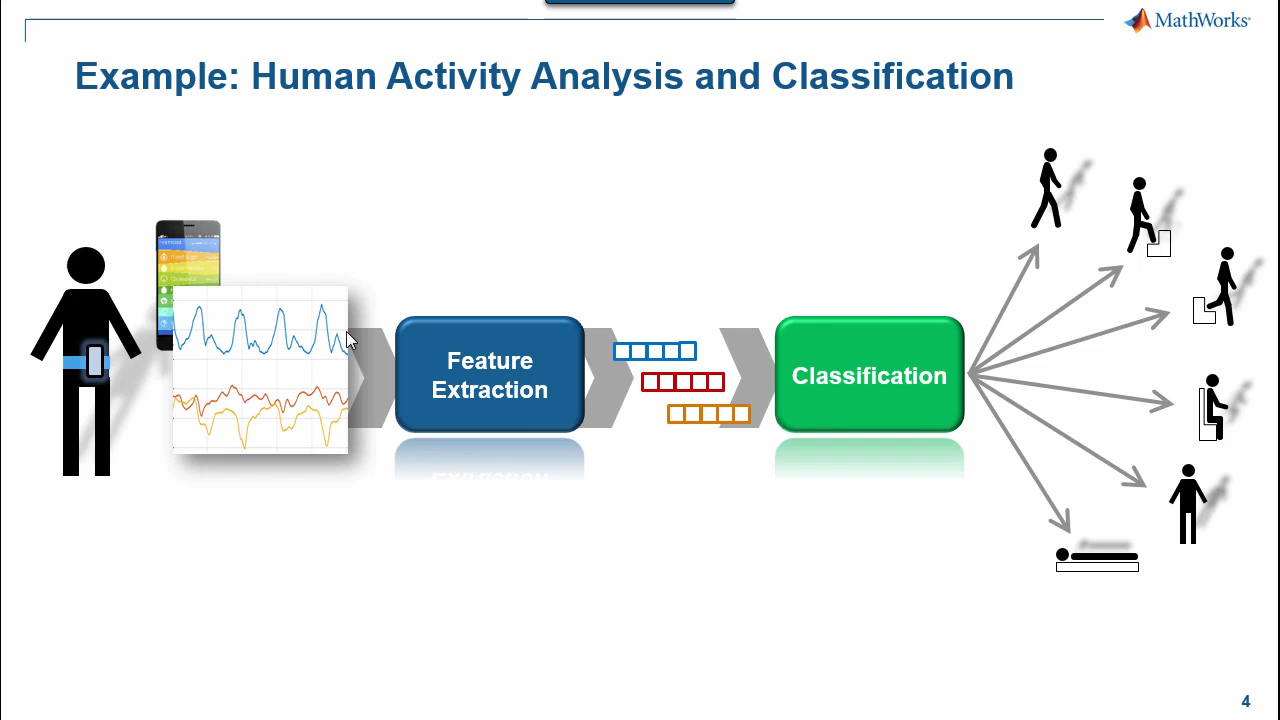 MathWorks®
Example: Human Activity Analysis and Classification
Feature
Extraction
Classification
4